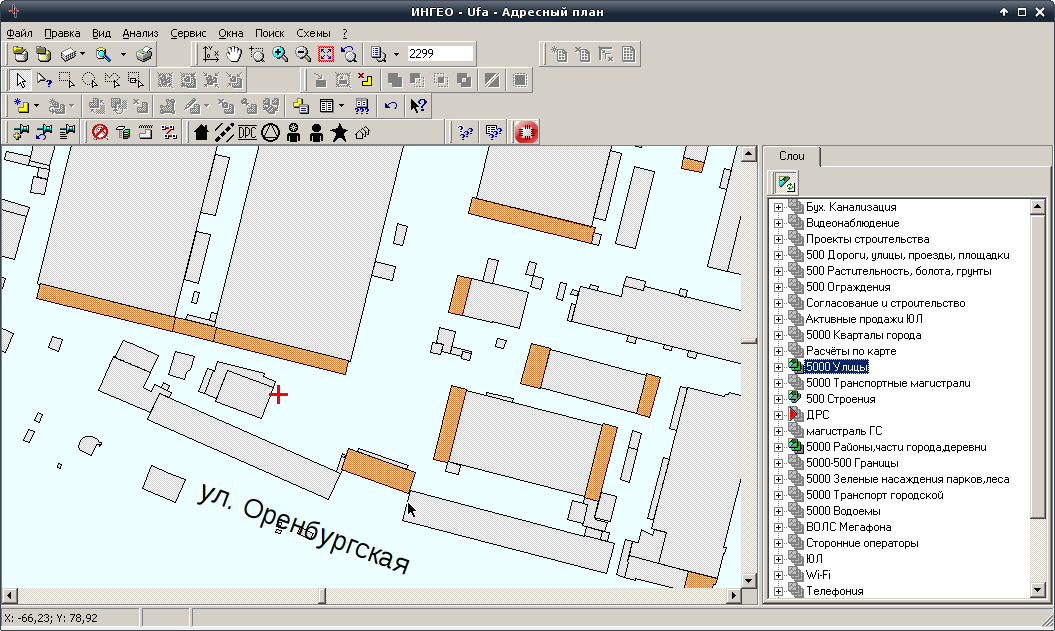 ИНГЕО - Ufa - Адресный план
Файл Правка Вид Анализ Сервис Окна Поиск Схемы ?
2299
DPC
Слои
Бух. Канализация
Видеонаблюдение
Проекты строительства
500 Дороги, улицы, проезды, площадки
500 Растительность, болота, грунты
500 Ограждения
Согласование и строительство
Активные продажи ЮЛ
5000 Кварталы города
Расчёты по карте
5000 Улицы
5000 Транспортные магистрали
500 Строения
ДРС
магистраль ГС
5000 Районы,части города,деревни
5000-500 Границы
5000 Зеленые насаждения парков,леса
5000 Транспорт городской
5000 Водоемы
ВОЛС Мегафона
Сторонние операторы
ЮЛ
Wi-Fi
Телефония
ул. Оренбургская
X: -66,23; Y: 78,92